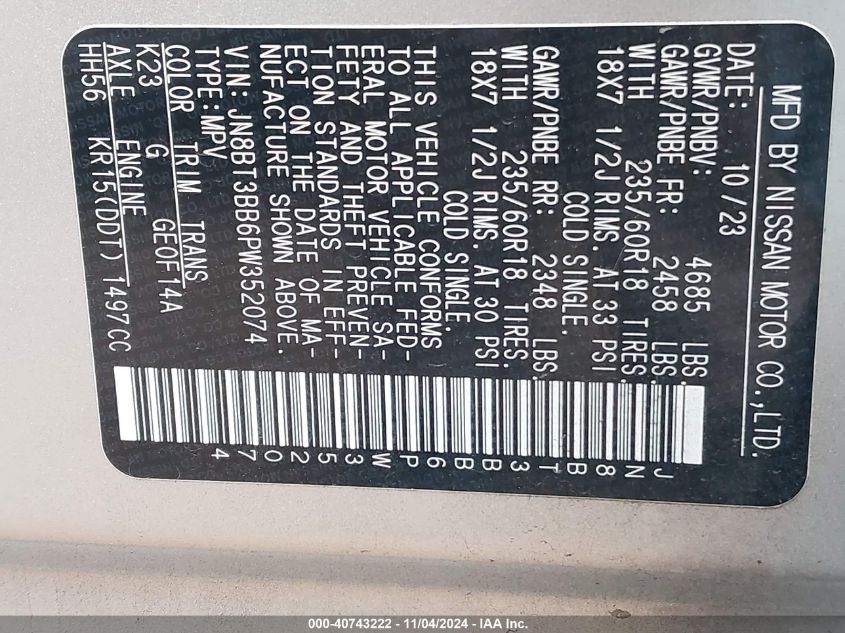 MFD BY NISSAN MOTOR CO.,LTD.
DATE: 10/23
GVWR/PNBV: 4685 LBS.
GAWR/PNBE FR: 2458 LBS.
WITH 235/60R18 TIRES.
18X7 1/2J RIMS. AT 33 PSI
COLD SINGLE.
GAWR/PNBE RR: 2348 LBS.
WITH 235/60R18 TIRES.
18X7 1/2J RIMS. AT 30 PSI
COLD SINGLE.
THIS VEHICLE CONFORMS
TO ALL APPLICABLE FED-
ERAL MOTOR VEHICLE SA-
FETY AND THEFT PREVEN-
TION STANDARDS IN EFF-
ECT ON THE DATE OF MA-
NUFACTURE SHOWN ABOVE.
VIN: JN8BT3BB6PW352074
TYPE:MPV
COLOR TRIM TRANS
K23 G GE0F14A
AXLE ENGINE
HH56 KR15(DDT) 1497CC
JN8BT3BB6PW352074
000-40743222 - 11/04/2024 - IAA Inc.